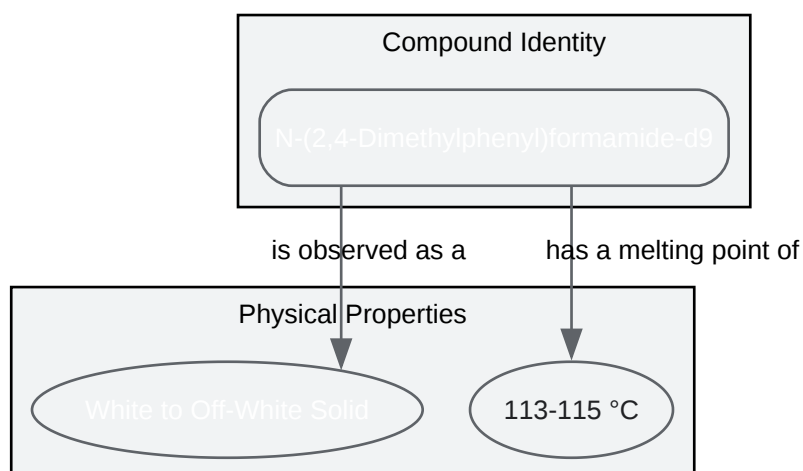 Compound Identity
N-(2,4-Dimethylphenyl)formamide-d9
is observed as a
has a melting point of
Physical Properties
White to Off-White Solid
113-115 °C